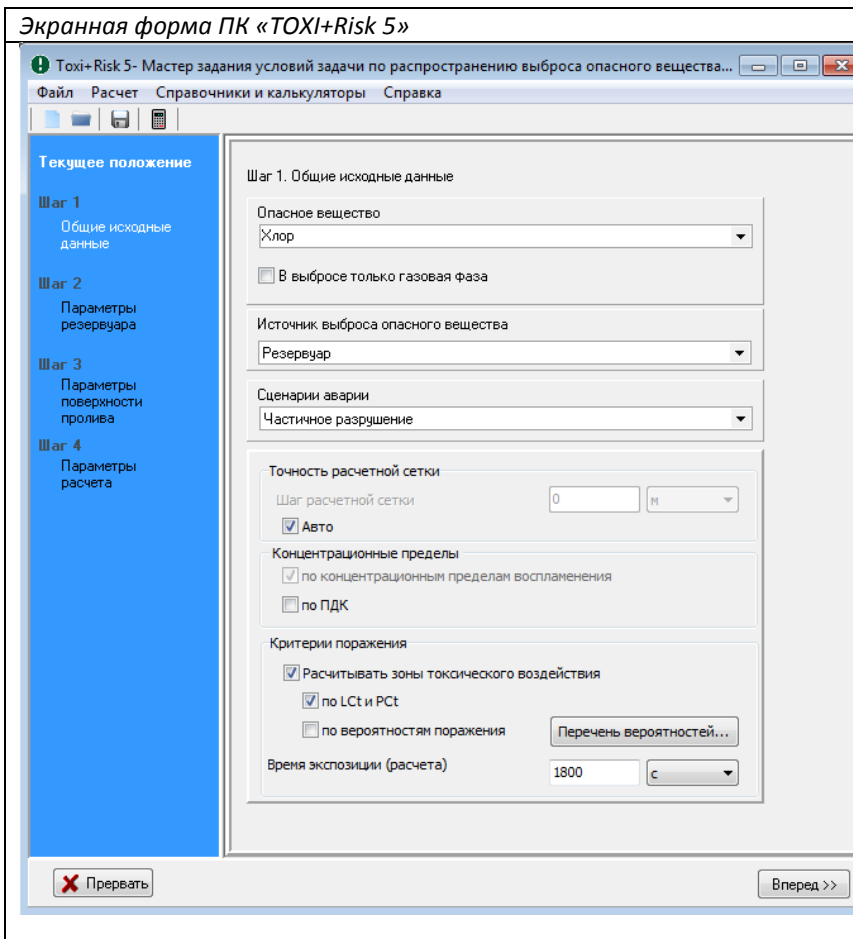 Экранная форма ПК «TOXI+Risk 5»
Toxi+Risk 5- Мастер задания условий задачи по распространению выброса опасного вещества...
Файл Расчет Справочники и калькуляторы Справка
Текущее положение
Шаг 1
Общие исходные
данные
Шаг 2
Параметры
резервуара
Шаг 3
Параметры
поверхности
пролива
Шаг 4
Параметры
расчета
Шаг 1. Общие исходные данные
Опасное вещество
Хлор
В выбросе только газовая фаза
Источник выброса опасного вещества
Резервуар
Сценарии аварии
Частичное разрушение
Точность расчетной сетки
Шаг расчетной сетки 0 м
Авто
Концентрационные пределы
по концентрационным пределам воспламенения
по ПДК
Критерии поражения
Расчитывать зоны токсического воздействия
по LCt и PCt
по вероятностям поражения Перечень вероятностей...
Время экспозиции (расчета) 1800 с
Прервать Вперед >>